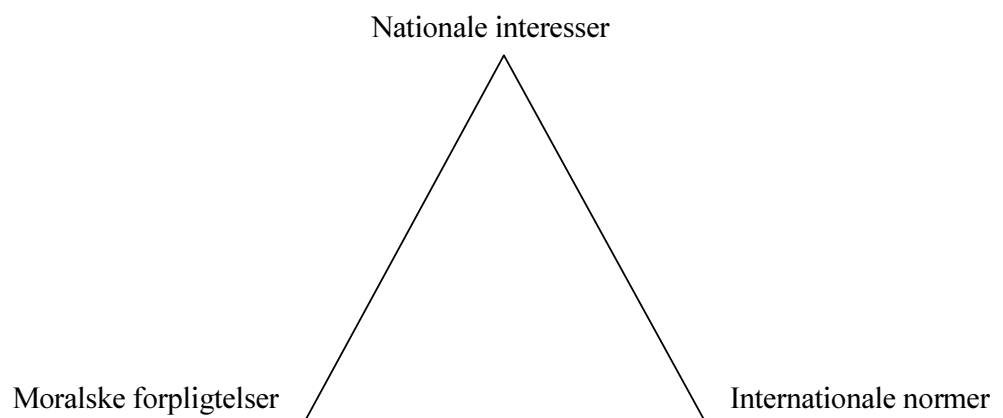 Nationale interesser
Moralske forpligtelser
Internationale normer